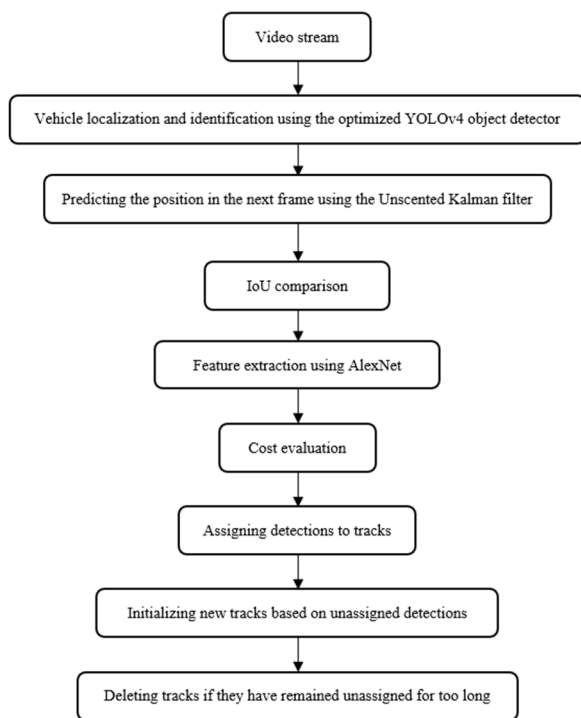 Video stream
Vehicle localization and identification using the optimized YOLOv4 object detector
Predicting the position in the next frame using the Unscented Kalman filter
IoU comparison
Feature extraction using AlexNet
Cost evaluation
Assigning detections to tracks
Initializing new tracks based on unassigned detections
Deleting tracks if they have remained unassigned for too long